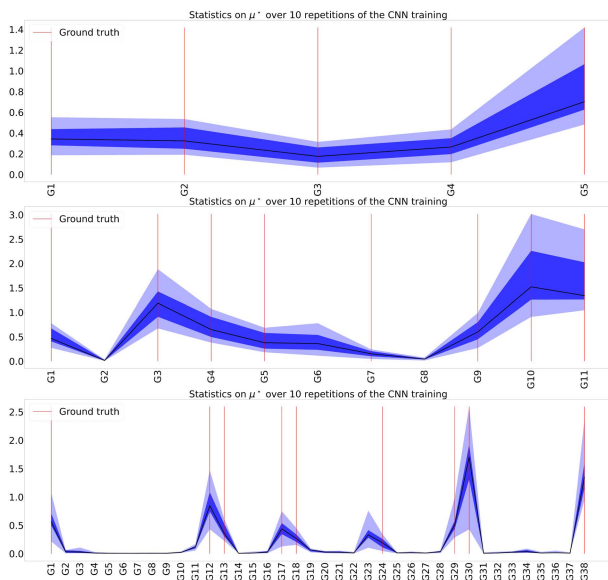 Statistics on μ* over 10 repetitions of the CNN training
Ground truth
1.4
1.2
1.0
0.8
0.6
0.4
0.2
0.0
G1 G2 G3 G4 G5
Statistics on μ* over 10 repetitions of the CNN training
Ground truth
3.0
2.5
2.0
1.5
1.0
0.5
0.0
G1 G2 G3 G4 G5 G6 G7 G8 G9 G10 G11
Statistics on μ* over 10 repetitions of the CNN training
Ground truth
2.5
2.0
1.5
1.0
0.5
0.0
G1 G2 G3 G4 G5 G6 G7 G8 G9 G10 G11 G12 G13 G14 G15 G16 G17 G18 G19 G20 G21 G22 G23 G24 G25 G26 G27 G28 G29 G30 G31 G32 G33 G34 G35 G36 G37 G38